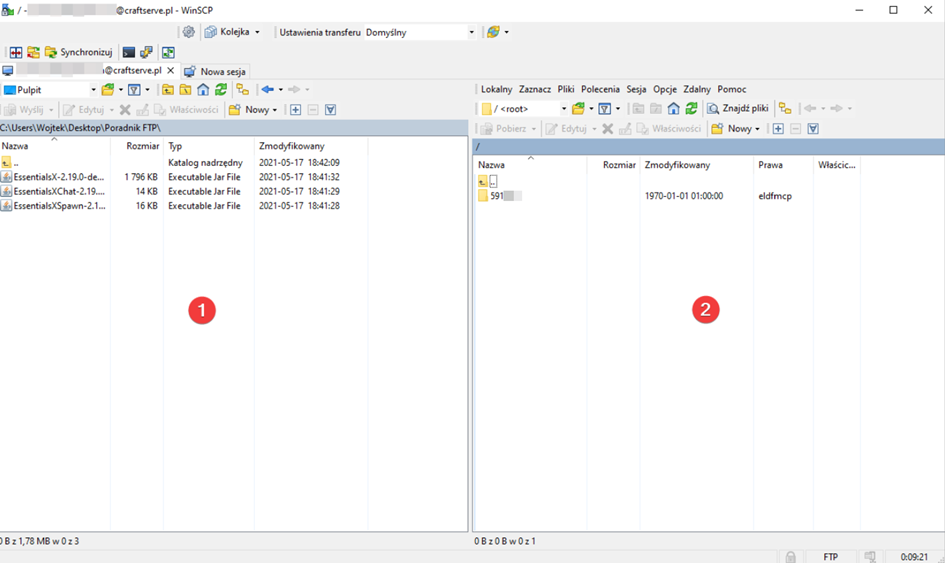 / - @craftserve.pl - WinSCP
Kolejka Ustawienia transferu Domyślny
Synchronizuj
@craftserve.pl Nowa sesja
Pulpit
Wyślij Edytuj Właściwości Nowy
C:\Users\Wojtek\Desktop\Poradnik FTP\
Nazwa Rozmiar Typ Zmodyfikowany
.. Katalog nadrzędny 2021-05-17 18:42:09
EssentialsX-2.19.0-de... 1 796 KB Executable Jar File 2021-05-17 18:41:32
EssentialsXChat-2.19.... 14 KB Executable Jar File 2021-05-17 18:41:29
EssentialsXSpawn-2.1... 16 KB Executable Jar File 2021-05-17 18:41:28
1
0 B z 1,78 MB w 0 z 3
Lokalny Zaznacz Pliki Polecenia Sesja Opcje Zdalny Pomoc
/ <root> Znajdź pliki
Pobierz Edytuj Właściwości Nowy
/
Nazwa Rozmiar Zmodyfikowany Prawa Właścic...
..
591 1970-01-01 01:00:00 eldfmcp
2
0 B z 0 B w 0 z 1
FTP 0:09:21